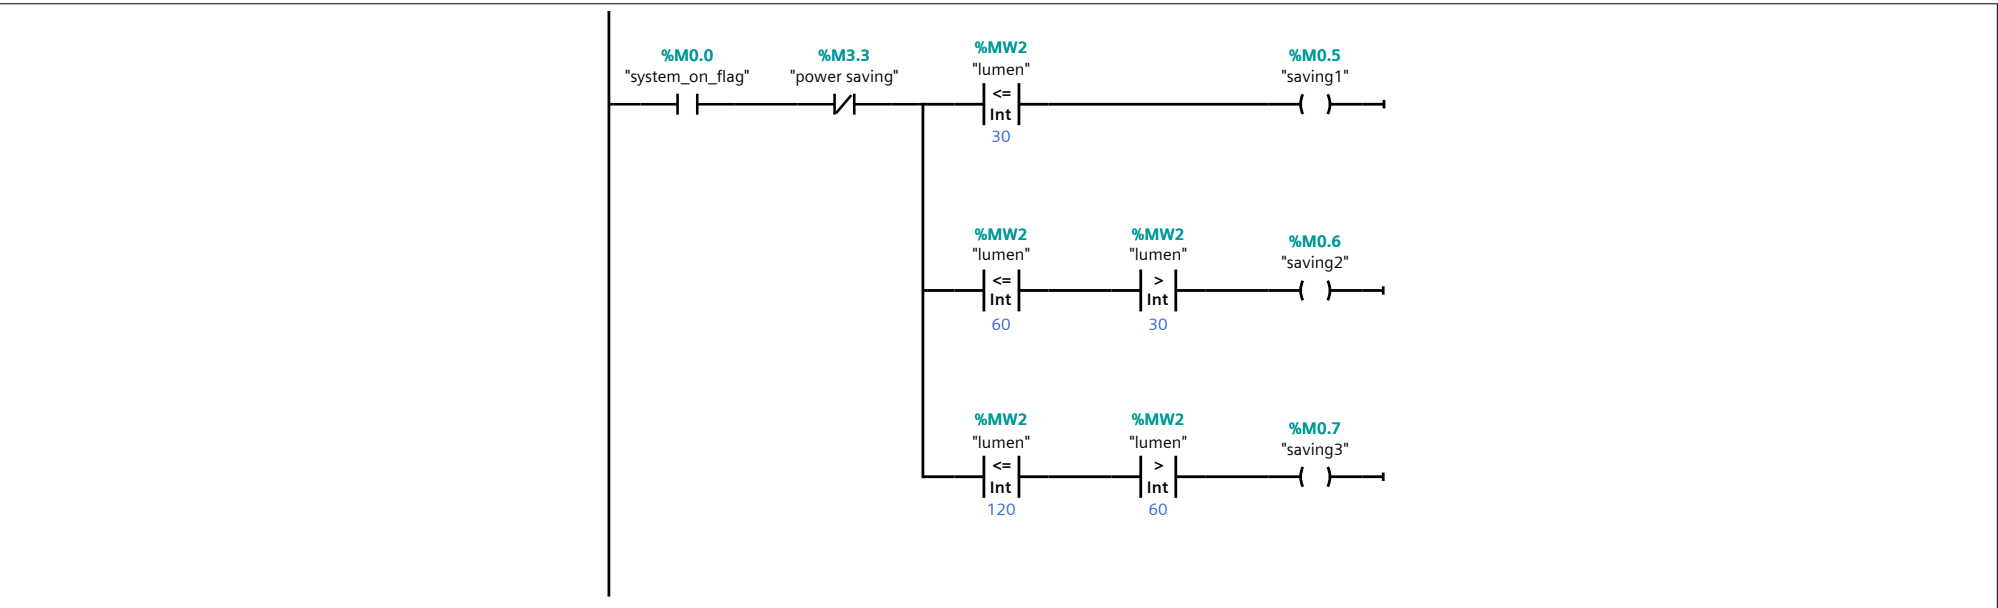 %M0.0
"system_on_flag"
%M3.3
"power saving"
%MW2
"lumen"
<=
Int
30
%M0.5
"saving1"
%MW2
"lumen"
<=
Int
60
%MW2
"lumen"
>
Int
30
%M0.6
"saving2"
%MW2
"lumen"
<=
Int
120
%MW2
"lumen"
>
Int
60
%M0.7
"saving3"